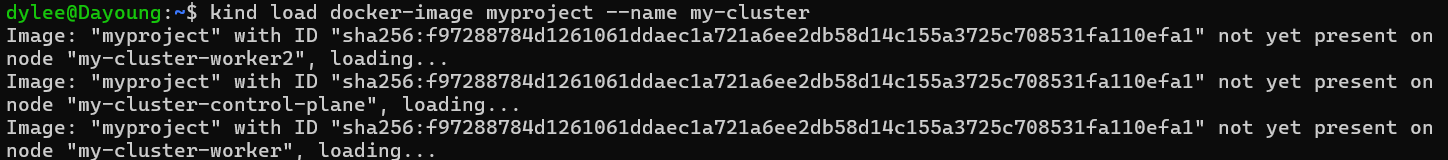 dylee@Dayoung:~$ kind load docker-image myproject --name my-cluster
Image: "myproject" with ID "sha256:f97288784d1261061ddaec1a721a6ee2db58d14c155a3725c708531fa110efa1" not yet present on
node "my-cluster-worker2", loading...
Image: "myproject" with ID "sha256:f97288784d1261061ddaec1a721a6ee2db58d14c155a3725c708531fa110efa1" not yet present on
node "my-cluster-control-plane", loading...
Image: "myproject" with ID "sha256:f97288784d1261061ddaec1a721a6ee2db58d14c155a3725c708531fa110efa1" not yet present on
node "my-cluster-worker", loading...